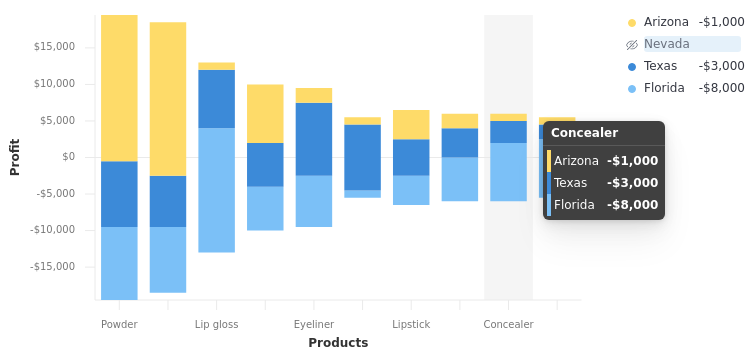 Arizona -$1,000
Nevada
Texas -$3,000
Florida -$8,000
Profit
$15,000
$10,000
$5,000
$0
-$5,000
-$10,000
-$15,000
Concealer
Arizona -$1,000
Texas -$3,000
Florida -$8,000
Powder
Lip gloss
Eyeliner
Lipstick
Concealer
Products